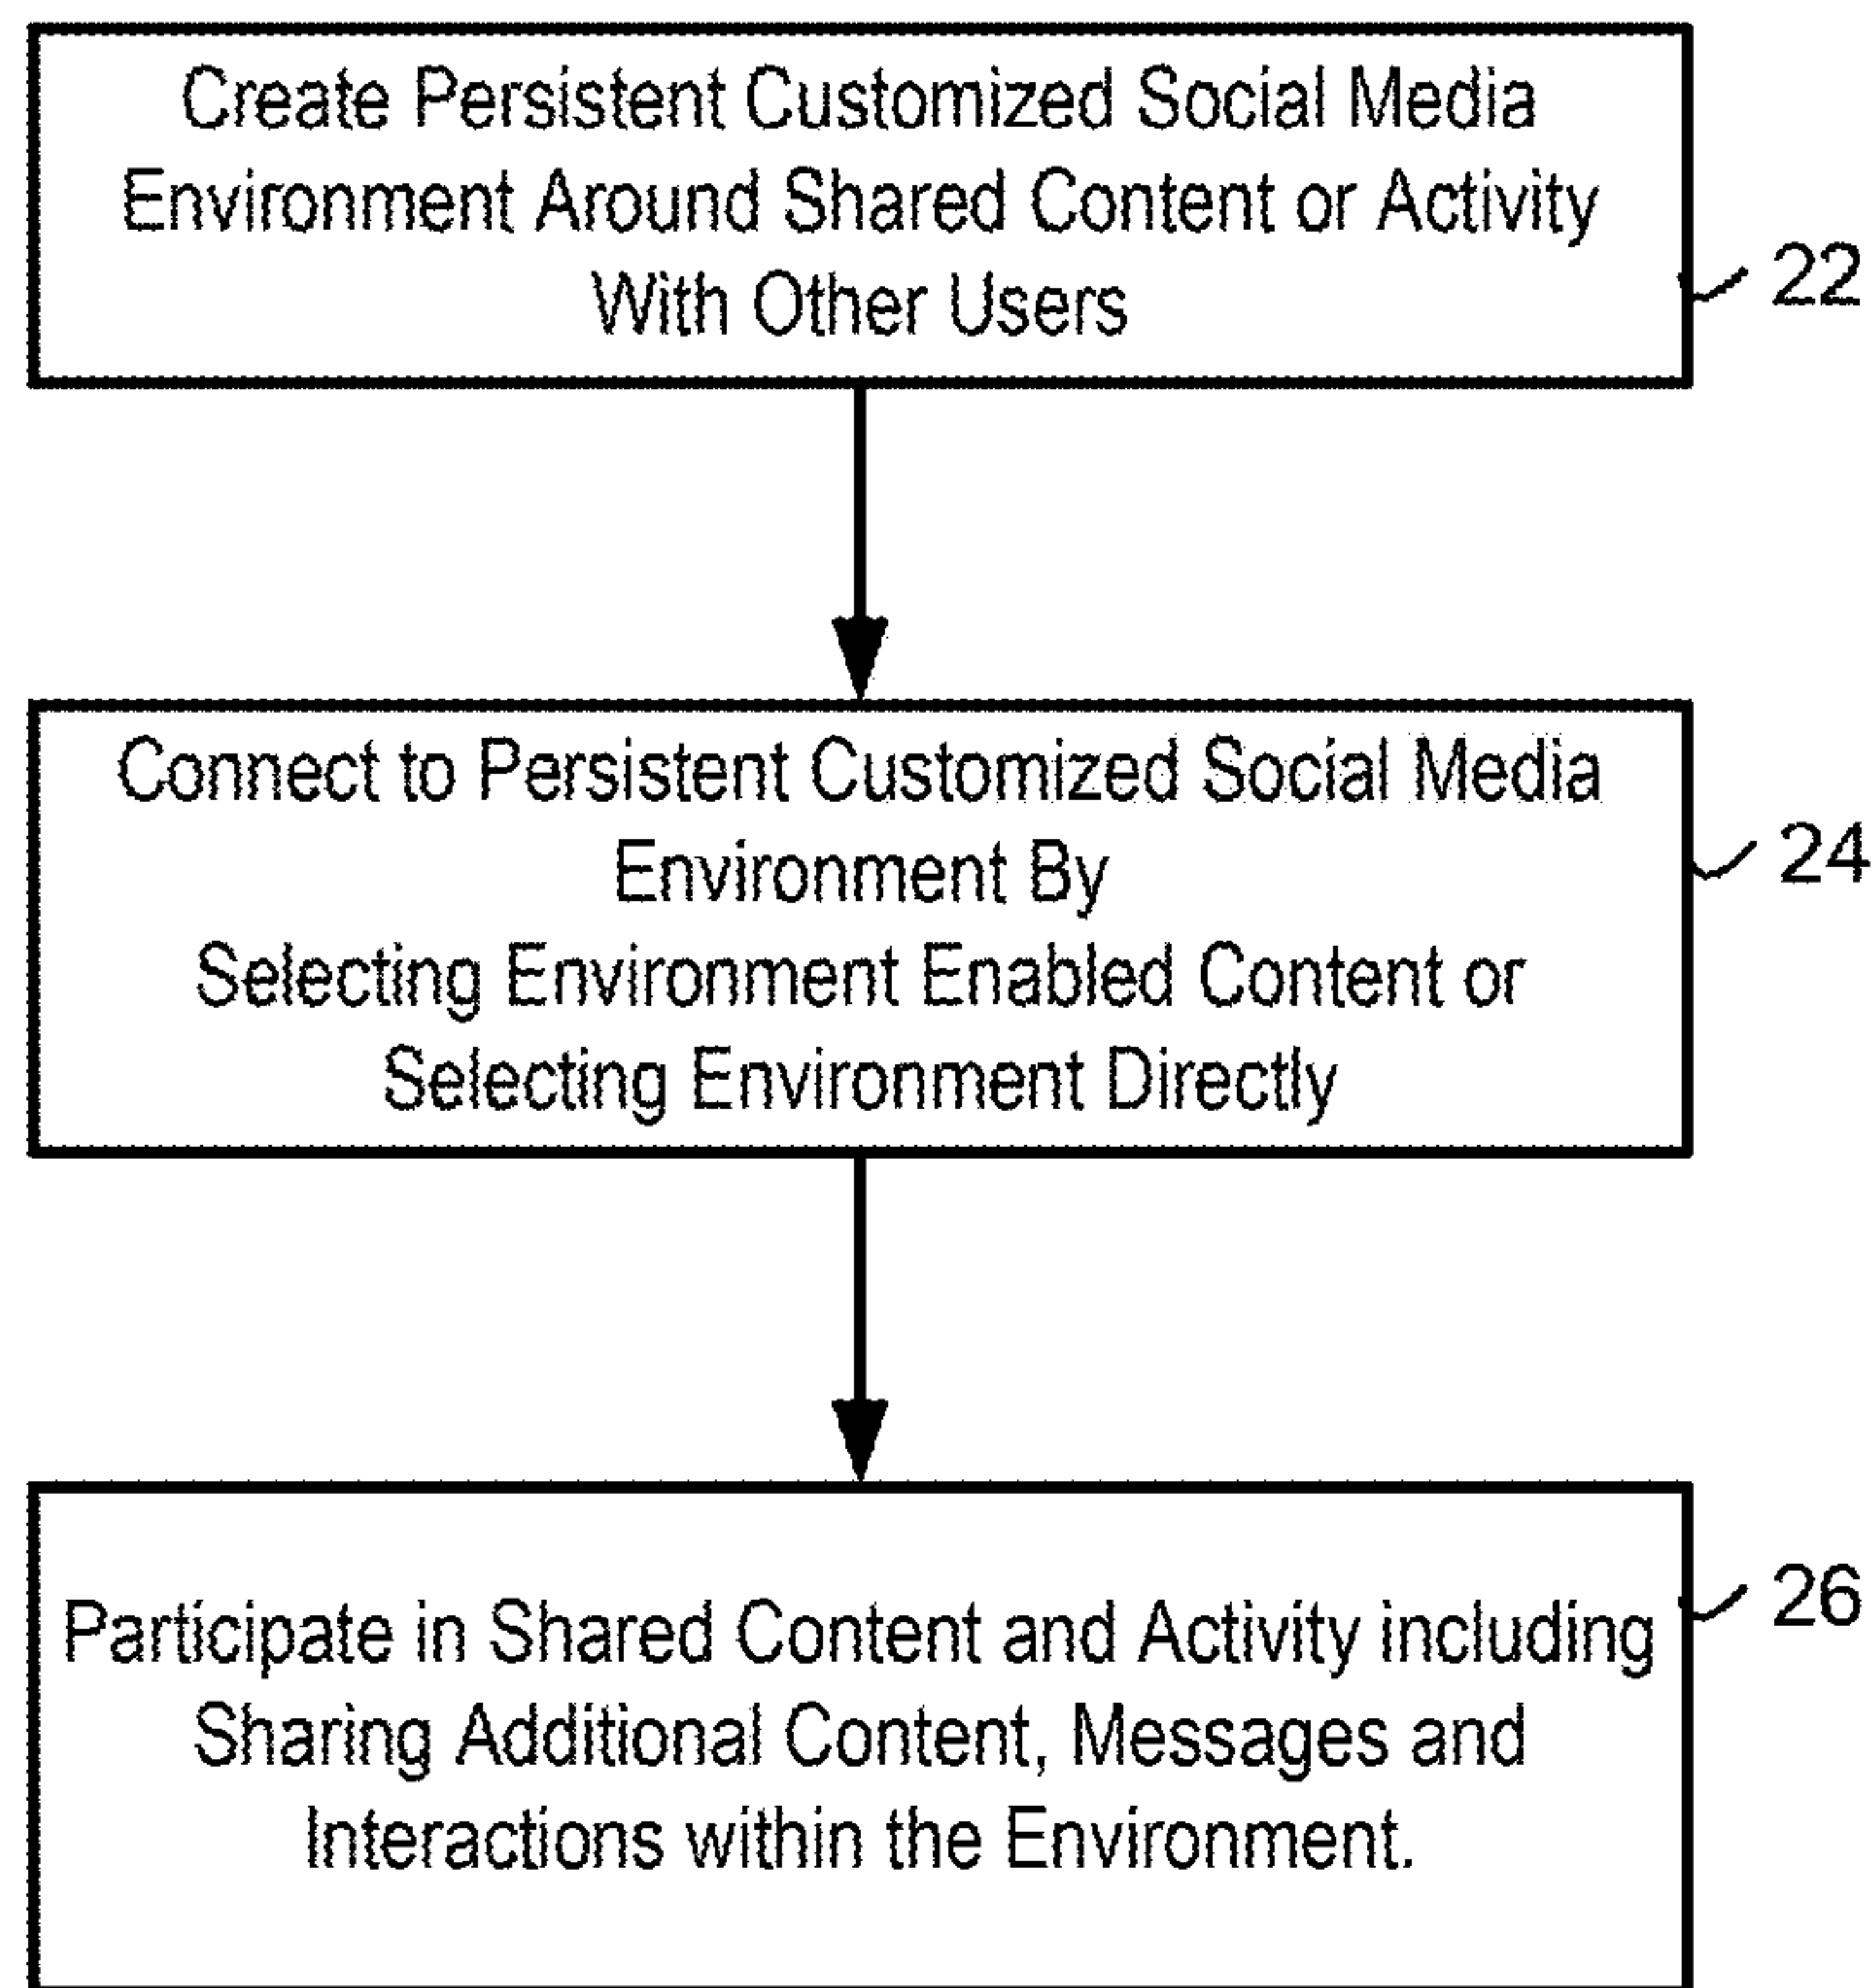 Create Persistent Customized Social Media
Environment Around Shared Content or Activity
With Other Users
22
Connect to Persistent Customized Social Media
Environment By
Selecting Environment Enabled Content or
Selecting Environment Directly
24
Participate in Shared Content and Activity including
Sharing Additional Content, Messages and
Interactions within the Environment.
26